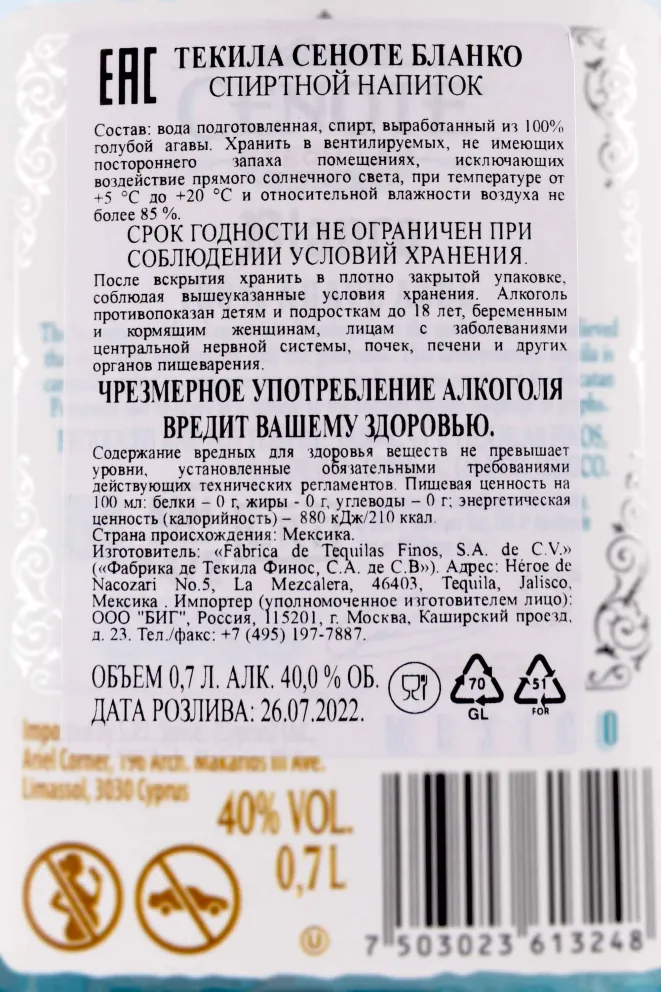 EAC
ТЕКИЛА СЕНОТЕ БЛАНКО
СПИРТНОЙ НАПИТОК
Состав: вода подготовленная, спирт, выработанный из 100%
голубой агавы. Хранить в вентилируемых, не имеющих
постороннего запаха помещениях, исключающих
воздействие прямого солнечного света, при температуре от
+5 °C до +20 °C и относительной влажности воздуха не
более 85 %.
СРОК ГОДНОСТИ НЕ ОГРАНИЧЕН ПРИ
СОБЛЮДЕНИИ УСЛОВИЙ ХРАНЕНИЯ.
После вскрытия хранить в плотно закрытой упаковке,
соблюдая вышеуказанные условия хранения. Алкоголь
противопоказан детям и подросткам до 18 лет, беременным
и кормящим женщинам, лицам с заболеваниями
центральной нервной системы, почек, печени и других
органов пищеварения.
ЧРЕЗМЕРНОЕ УПОТРЕБЛЕНИЕ АЛКОГОЛЯ
ВРЕДИТ ВАШЕМУ ЗДОРОВЬЮ.
Содержание вредных для здоровья веществ не превышает
уровни, установленные обязательными требованиями
действующих технических регламентов. Пищевая ценность на
100 мл: белки – 0 г, жиры - 0 г, углеводы – 0 г; энергетическая
ценность (калорийность) – 880 кДж/210 ккал.
Страна происхождения: Мексика.
Изготовитель: «Fabrica de Tequilas Finos, S.A. de C.V.»
(«Фабрика де Текила Финос, С.А. де С.В»). Адрес: Héroe de
Nacozari No.5, La Mezcalera, 46403, Tequila, Jalisco,
Мексика . Импортер (уполномоченное изготовителем лицо):
ООО "БИГ", Россия, 115201, г. Москва, Каширский проезд,
д. 23. Тел./факс: +7 (495) 197-7887.
ОБЪЕМ 0,7 Л. АЛК. 40,0 % ОБ.
ДАТА РОЗЛИВА: 26.07.2022.
70
GL
51
FOR
MEXICO
Ariel Corner, 196 Arch. Makarios III Ave.
Limassol, 3030 Cyprus
40% VOL.
0,7 L
U
7 503023 613248